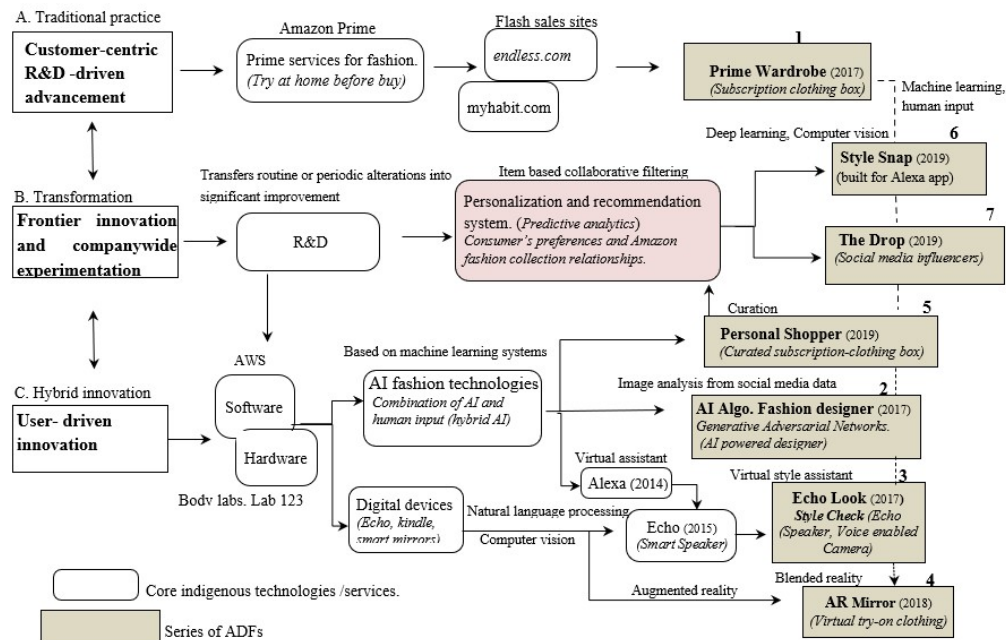 A. Traditional practice
Customer-centric
R&D -driven
advancement
Amazon Prime
Prime services for fashion.
(Try at home before buy)
Flash sales sites
endless.com
myhabit.com
1
Prime Wardrobe (2017)
(Subscription clothing box)
Machine learning,
human input
Deep learning, Computer vision
6
Style Snap (2019)
(built for Alexa app)
B. Transformation
Frontier innovation
and companywide
experimentation
Transfers routine or periodic alterations into
significant improvement
R&D
Item based collaborative filtering
Personalization and recommendation
system. (Predictive analytics)
Consumer's preferences and Amazon
fashion collection relationships.
7
The Drop (2019)
(Social media influencers)
Curation
5
Personal Shopper (2019)
(Curated subscription-clothing box)
C. Hybrid innovation
User- driven
innovation
AWS
Software
Hardware
Body labs. Lab 123
Based on machine learning systems
AI fashion technologies
Combination of AI and
human input (hybrid AI)
Image analysis from social media data
2
AI Algo. Fashion designer (2017)
Generative Adversarial Networks.
(AI powered designer)
Virtual assistant
Alexa (2014)
Digital devices
(Echo, kindle,
smart mirrors)
Natural language processing
Computer vision
Echo (2015)
(Smart Speaker)
Virtual style assistant
3
Echo Look (2017)
Style Check (Echo
(Speaker, Voice enabled
Camera)
Augmented reality
Blended reality
4
AR Mirror (2018)
(Virtual try-on clothing)
Core indigenous technologies /services.
Series of ADFs